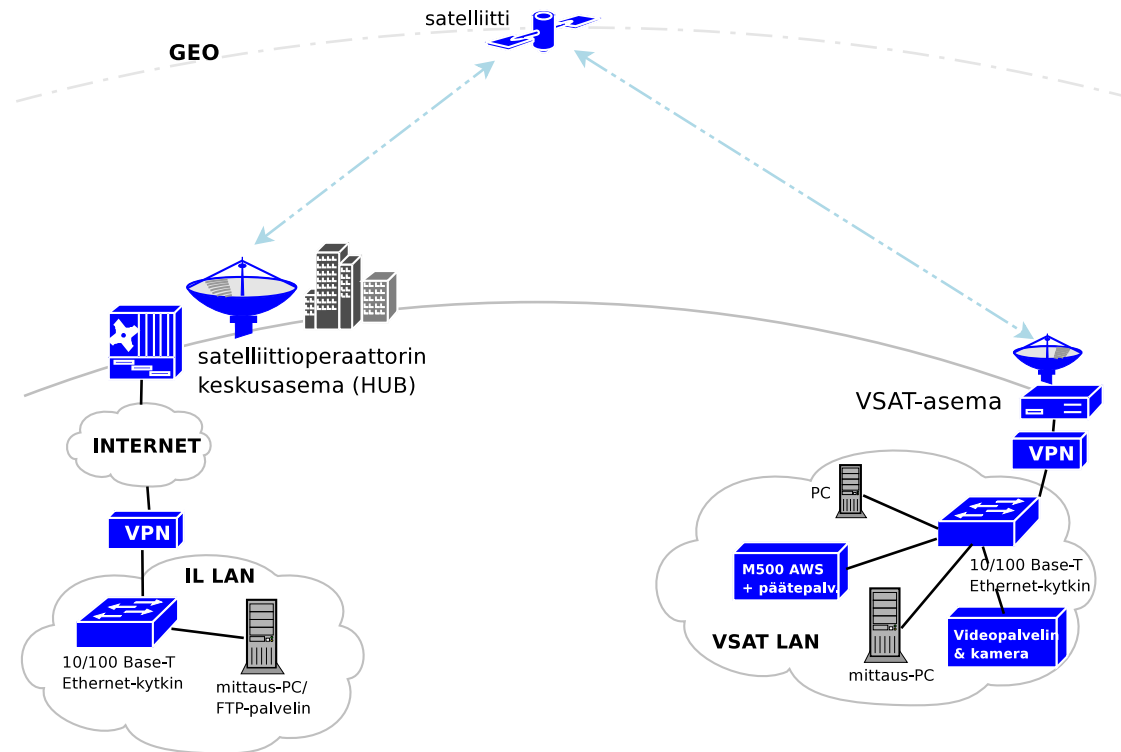 satelliitti
GEO
satelliittioperaattorin
keskusasema (HUB)
VSAT-asema
INTERNET
VPN
VPN
PC
IL LAN
M500 AWS
+ päätepalv.
10/100 Base-T
Ethernet-kytkin
VSAT LAN
Videopalvelin
& kamera
mittaus-PC
10/100 Base-T
Ethernet-kytkin
mittaus-PC/
FTP-palvelin